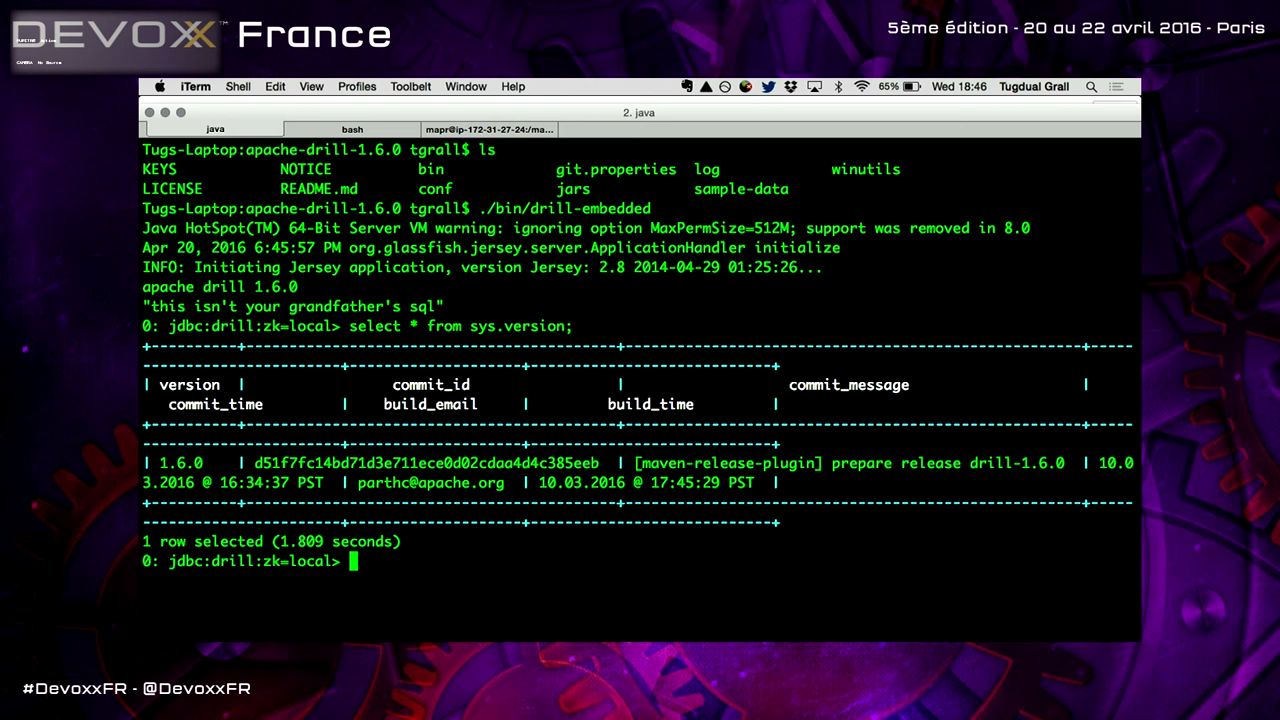 DEVOXX™ France
5ème édition - 20 au 22 avril 2016 - Paris
iTerm Shell Edit View Profiles Toolbelt Window Help 65% Wed 18:46 Tugdual Grall
2. java
java bash mapr@ip-172-31-27-24:/ma...
Tugs-Laptop:apache-drill-1.6.0 tgrall$ ls
KEYS NOTICE bin git.properties log winutils
LICENSE README.md conf jars sample-data
Tugs-Laptop:apache-drill-1.6.0 tgrall$ ./bin/drill-embedded
Java HotSpot(TM) 64-Bit Server VM warning: ignoring option MaxPermSize=512M; support was removed in 8.0
Apr 20, 2016 6:45:57 PM org.glassfish.jersey.server.ApplicationHandler initialize
INFO: Initiating Jersey application, version Jersey: 2.8 2014-04-29 01:25:26...
apache drill 1.6.0
"this isn't your grandfather's sql"
0: jdbc:drill:zk=local> select * from sys.version;
+----------+-------------------------------------------+-----------------------------------------------------+-----
-----------------------+--------------------+----------------------------+
| version | commit_id | commit_message |
commit_time | build_email | build_time |
+----------+-------------------------------------------+-----------------------------------------------------+-----
-----------------------+--------------------+----------------------------+
| 1.6.0 | d51f7fc14bd71d3e711ece0d02cdaa4d4c385eeb | [maven-release-plugin] prepare release drill-1.6.0 | 10.0
3.2016 @ 16:34:37 PST | parthc@apache.org | 10.03.2016 @ 17:45:29 PST |
+----------+-------------------------------------------+-----------------------------------------------------+-----
-----------------------+--------------------+----------------------------+
1 row selected (1.809 seconds)
0: jdbc:drill:zk=local>
#DevoxxFR - @DevoxxFR